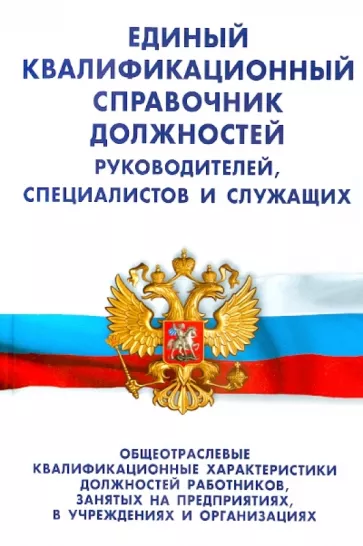 ЕДИНЫЙ
КВАЛИФИКАЦИОННЫЙ
СПРАВОЧНИК
ДОЛЖНОСТЕЙ
РУКОВОДИТЕЛЕЙ,
СПЕЦИАЛИСТОВ И СЛУЖАЩИХ
ОБЩЕОТРАСЛЕВЫЕ
КВАЛИФИКАЦИОННЫЕ ХАРАКТЕРИСТИКИ
ДОЛЖНОСТЕЙ РАБОТНИКОВ,
ЗАНЯТЫХ НА ПРЕДПРИЯТИЯХ,
В УЧРЕЖДЕНИЯХ И ОРГАНИЗАЦИЯХ